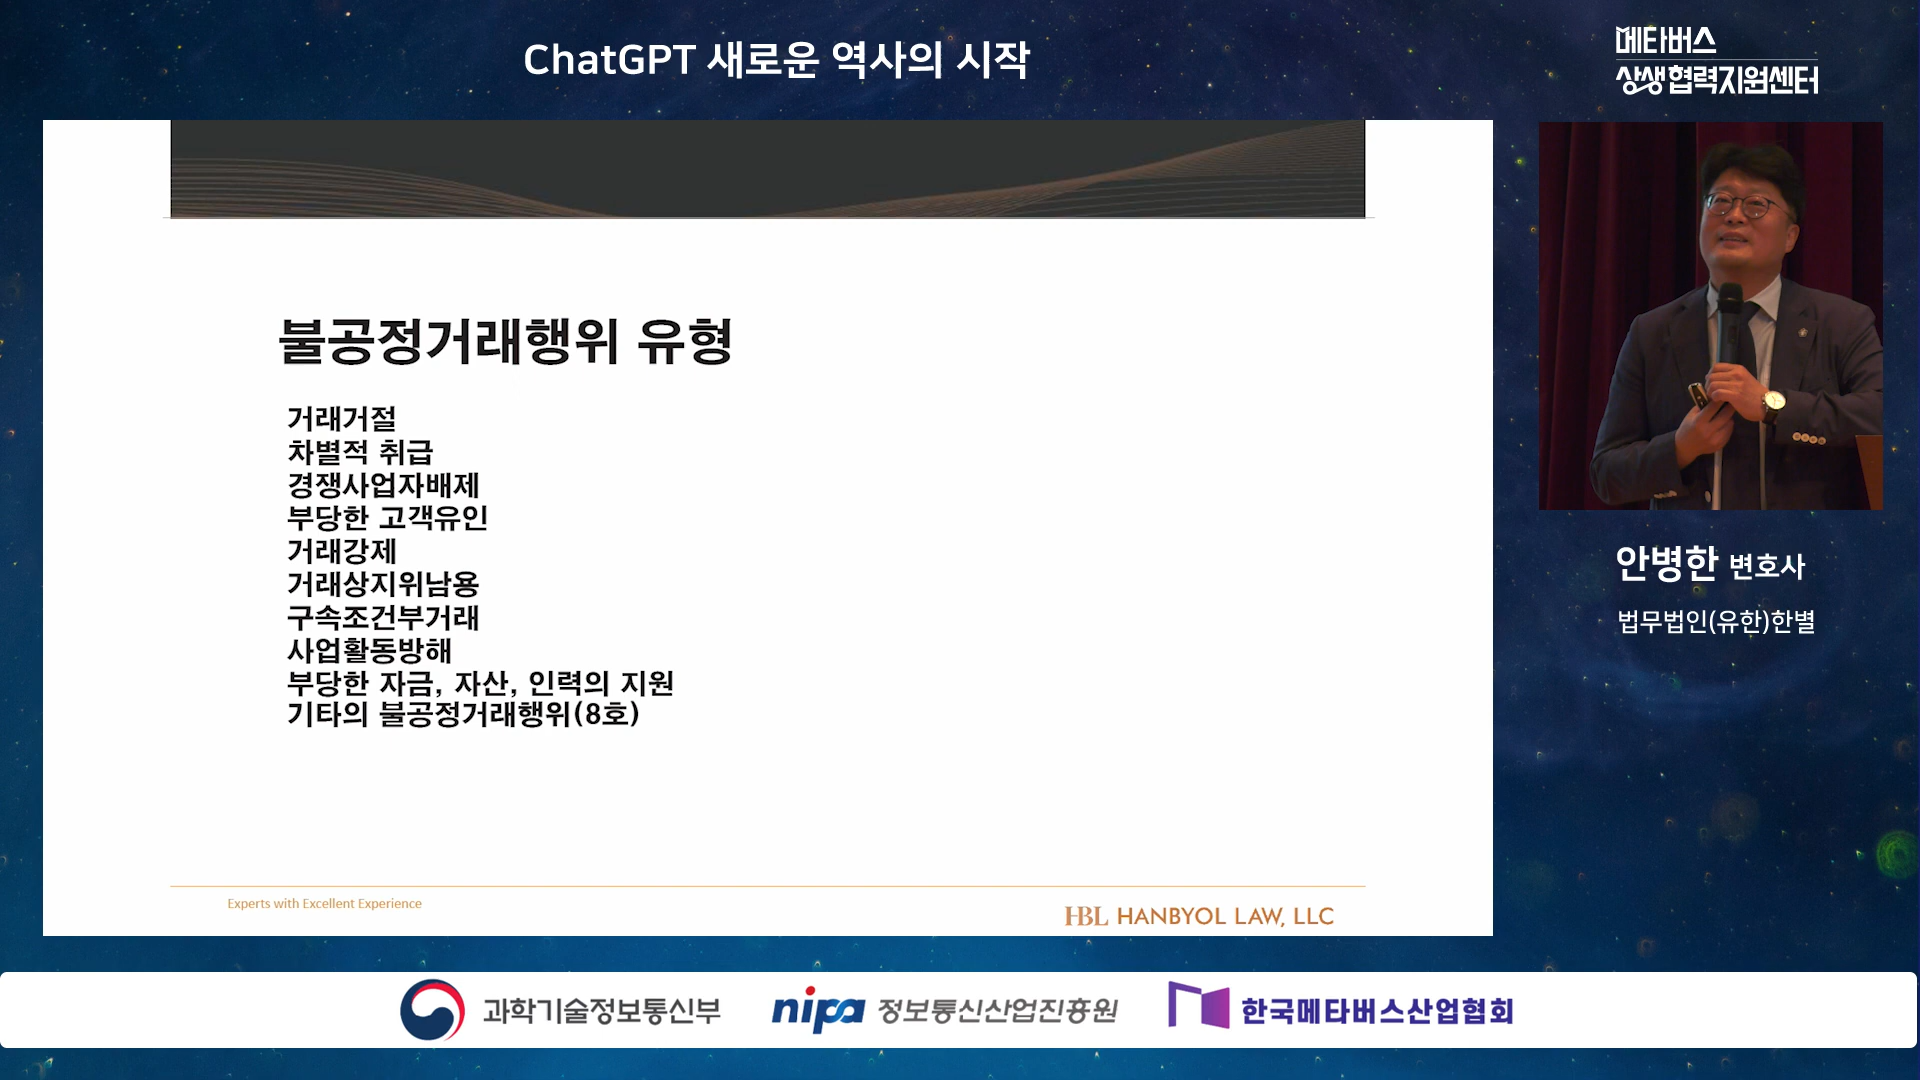 ChatGPT 새로운 역사의 시작
메타버스
상생협력지원센터
불공정거래행위 유형
거래거절
차별적 취급
경쟁사업자배제
부당한 고객유인
거래강제
거래상지위남용
구속조건부거래
사업활동방해
부당한 자금, 자산, 인력의 지원
기타의 불공정거래행위(8호)
Experts with Excellent Experience
HBL HANBYOL LAW, LLC
안병한 변호사
법무법인(유한)한별
과학기술정보통신부
nipa 정보통신산업진흥원
한국메타버스산업협회